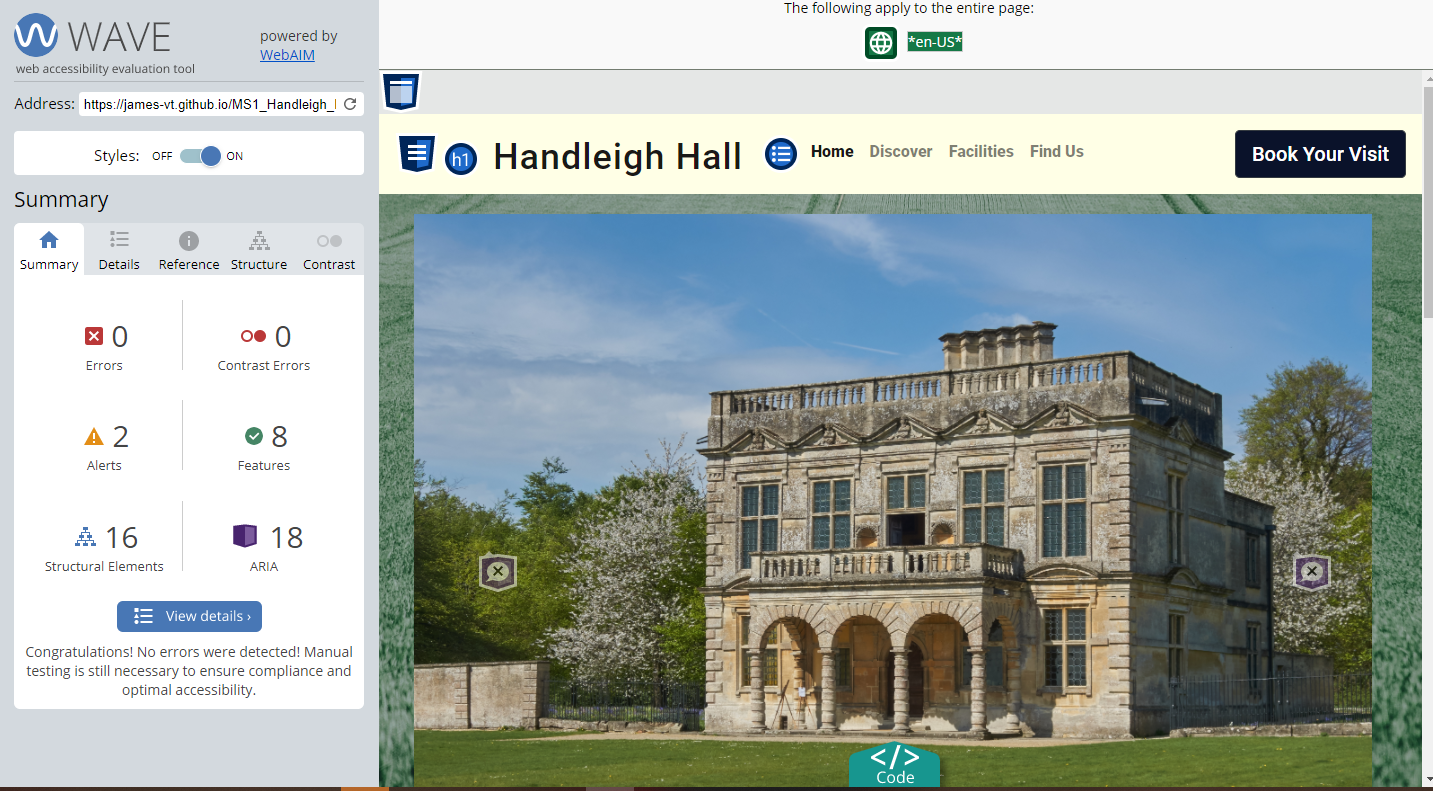 WAVE
web accessibility evaluation tool
powered by
WebAIM
Address: https://james-vt.github.io/MS1_Handleigh_
Styles: OFF ON
Summary
Summary Details Reference Structure Contrast
0 Errors
0 Contrast Errors
2 Alerts
8 Features
16 Structural Elements
18 ARIA
View details ›
Congratulations! No errors were detected! Manual
testing is still necessary to ensure compliance and
optimal accessibility.
The following apply to the entire page:
*en-US*
h1 Handleigh Hall
Home Discover Facilities Find Us
Book Your Visit
</>
Code